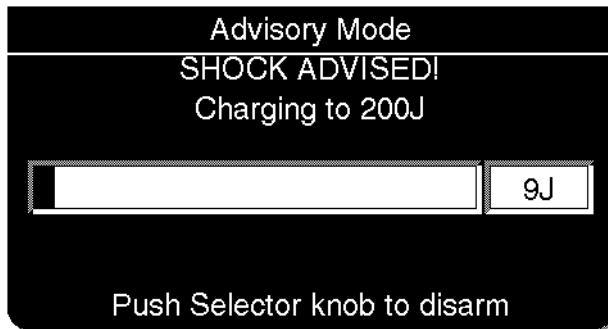 Advisory Mode
SHOCK ADVISED!
Charging to 200J
9J
Push Selector knob to disarm